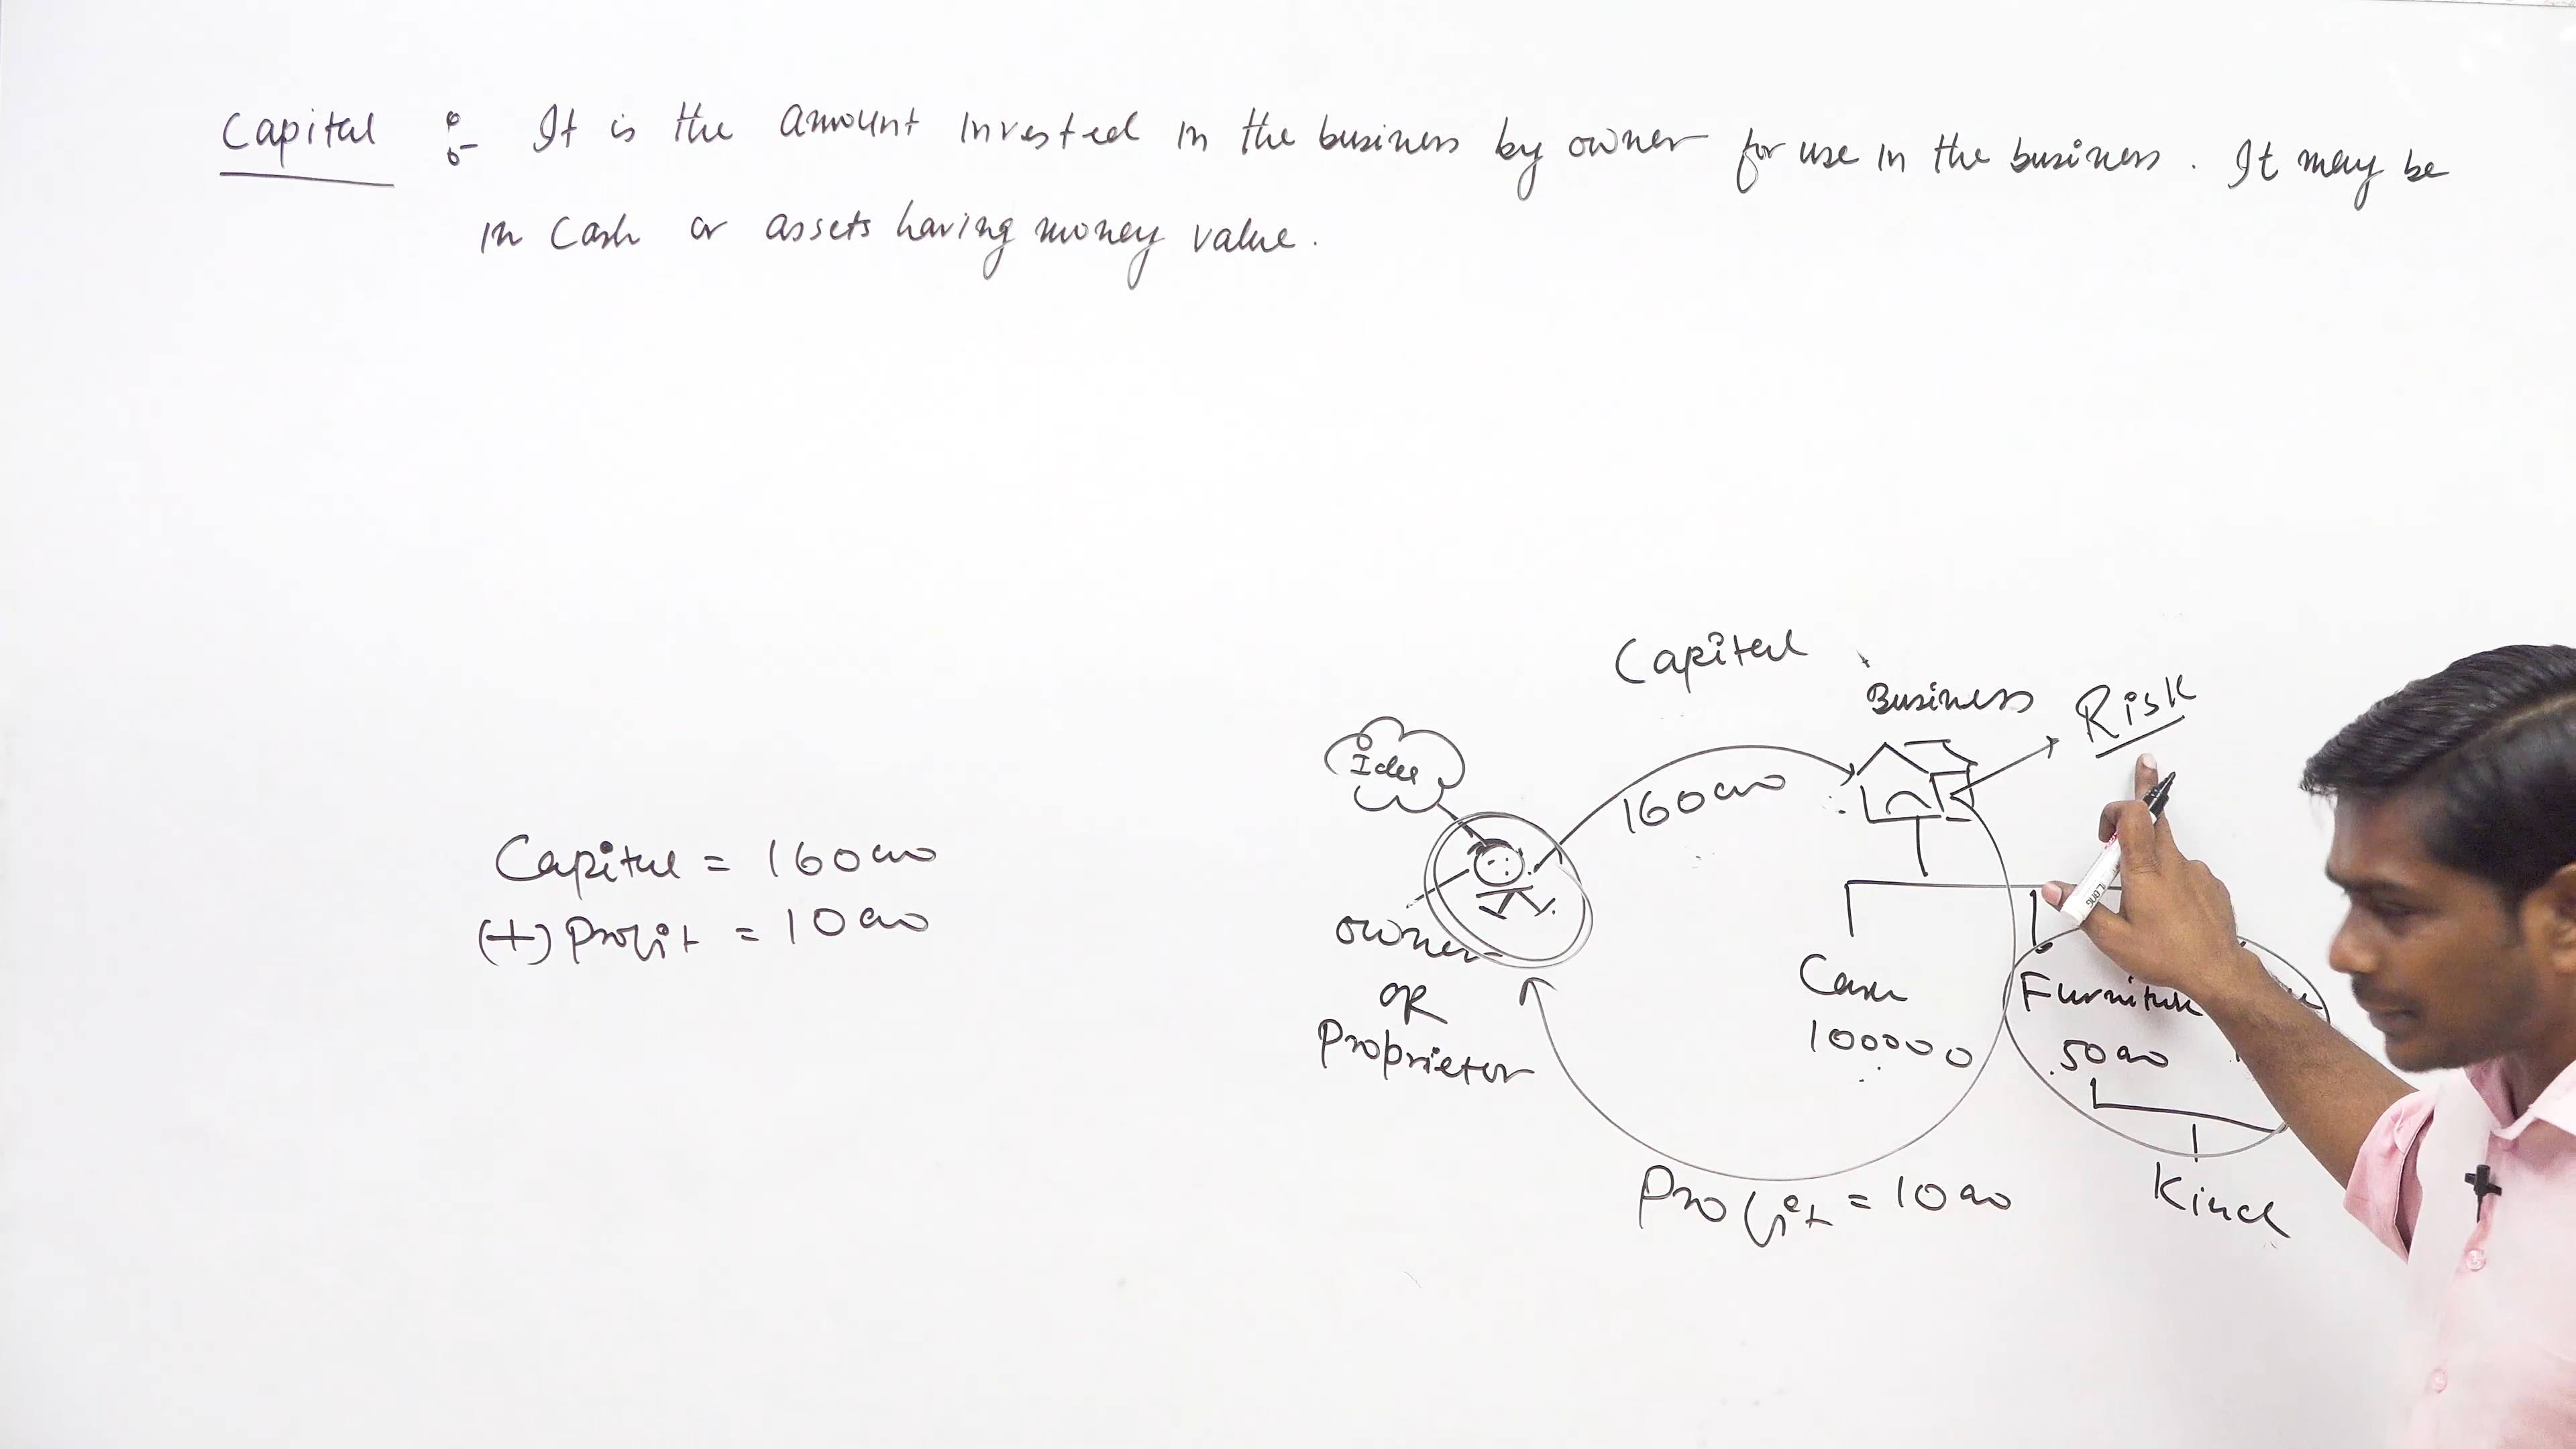 Capital :- It is the amount invested in the business by owner for use in the business. It may be
in cash or assets having money value.
Capital
Business
Risk
Idea
160000
Capital = 160000
(+) Profit = 10000
owner
OR
Proprietor
Cash
100000
Furniture
50000
Profit = 10000
Kind